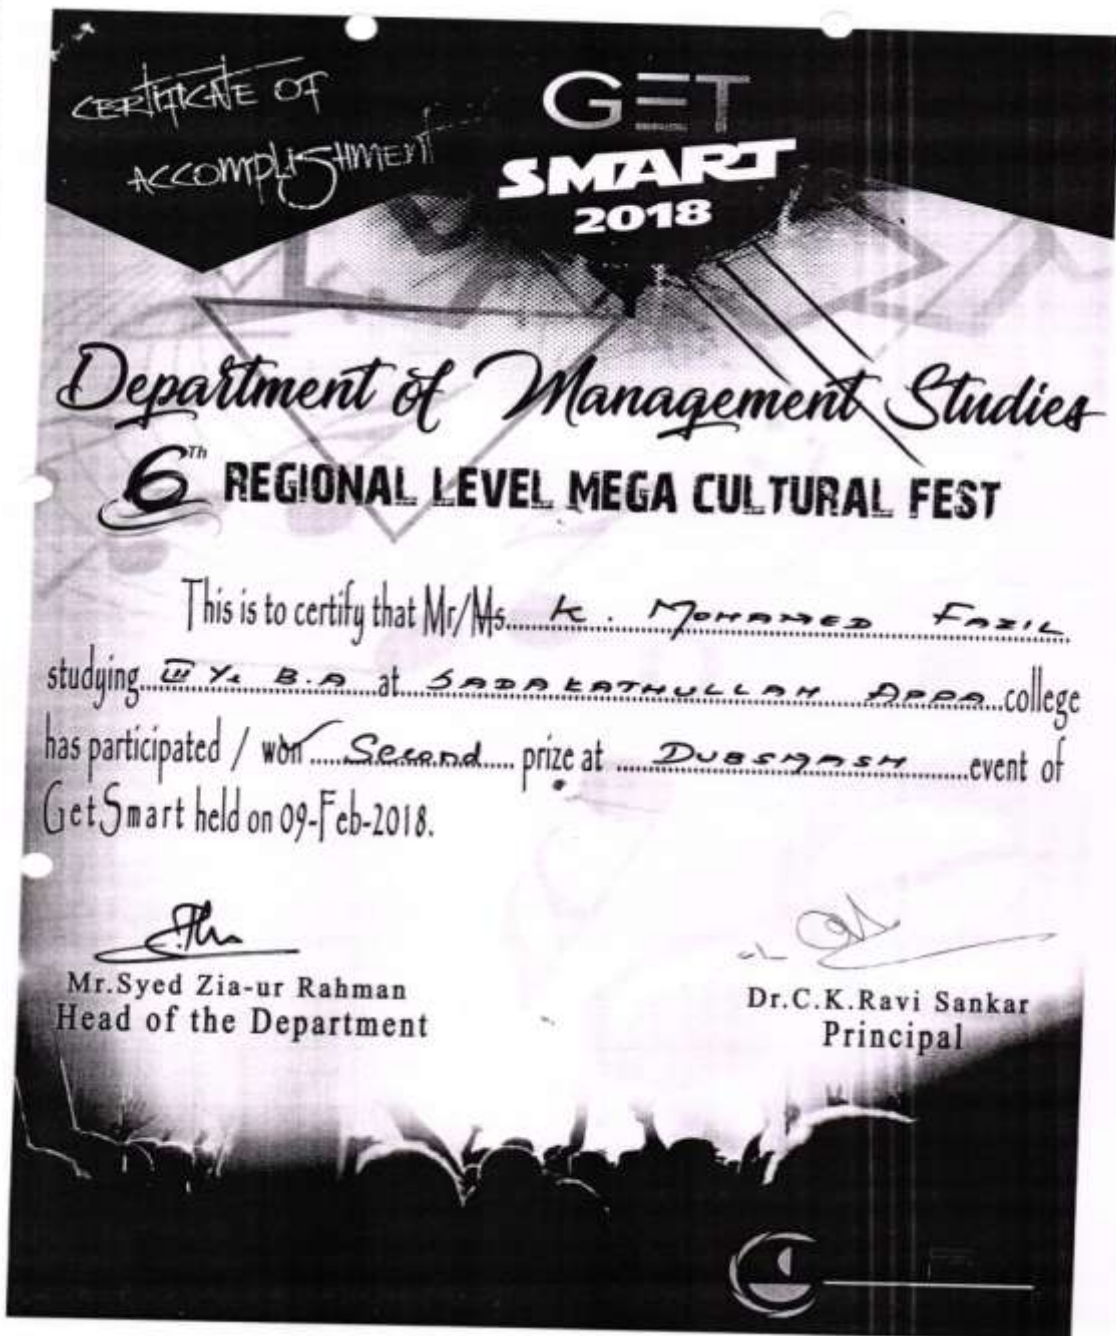 CERTIFICATE OF
ACCOMPLISHMENT
GET
SMART
2018
Department of Management Studies
6Th REGIONAL LEVEL MEGA CULTURAL FEST
This is to certify that Mr/Ms. K. MOHAMED FAZIL
studying III Yr B.A at SADAKATHULLAH APPA college
has participated / won Second prize at DUBSMASH event of
Get Smart held on 09-Feb-2018.
Mr.Syed Zia-ur Rahman
Head of the Department
Dr.C.K.Ravi Sankar
Principal